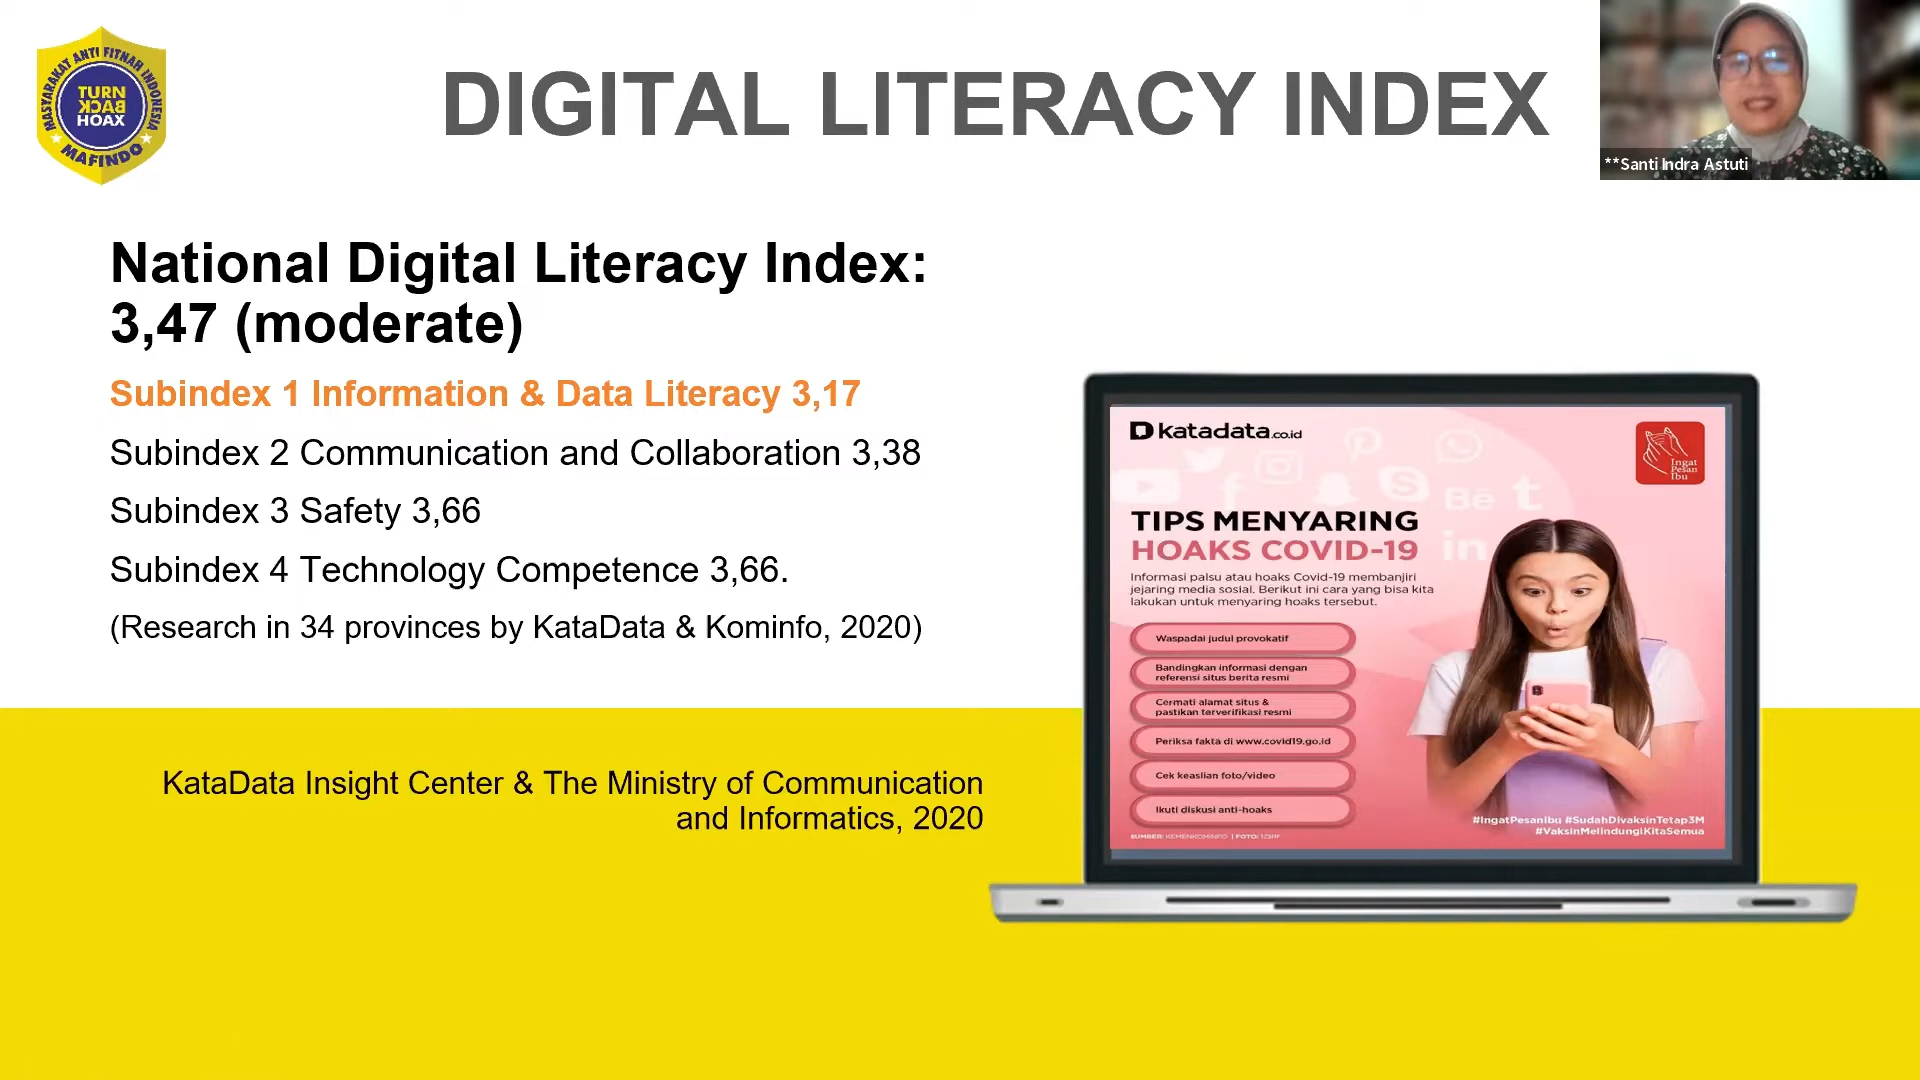 MASYARAKAT ANTI FITNAH INDONESIA
TURN
BACK
HOAX
MAFINDO
DIGITAL LITERACY INDEX
**Santi Indra Astuti
National Digital Literacy Index:
3,47 (moderate)
Subindex 1 Information & Data Literacy 3,17
Subindex 2 Communication and Collaboration 3,38
Subindex 3 Safety 3,66
Subindex 4 Technology Competence 3,66.
(Research in 34 provinces by KataData & Kominfo, 2020)
KataData Insight Center & The Ministry of Communication
and Informatics, 2020
katadata.co.id
Ingat
Pesan
Ibu
Bē
TIPS MENYARING
HOAKS COVID-19
Informasi palsu atau hoaks Covid-19 membanjiri
jejaring media sosial. Berikut ini cara yang bisa kita
lakukan untuk menyaring hoaks tersebut.
Waspadai judul provokatif
Bandingkan informasi dengan
referensi situs berita resmi
Cermati alamat situs &
pastikan terverifikasi resmi
Periksa fakta di www.covid19.go.id
Cek keaslian foto/video
Ikuti diskusi anti-hoaks
SUMBER: KEMENKOMINFO | FOTO: 123RF
#IngatPesanIbu #SudahDivaksinTetap3M
#VaksinMelindungiKitaSemua